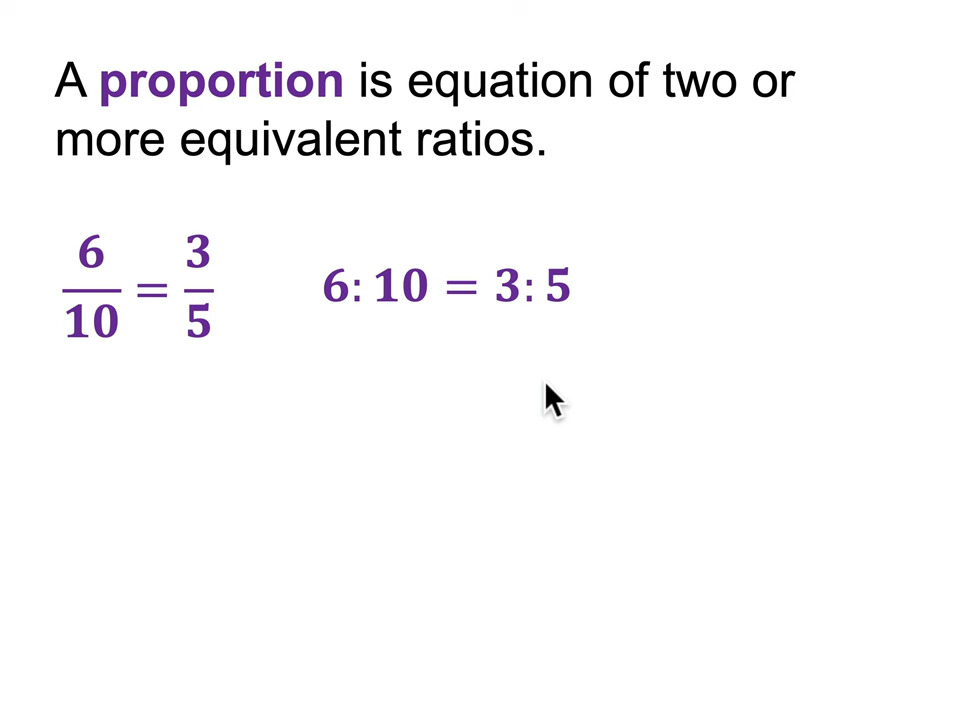 A proportion is equation of two or
more equivalent ratios.
6/10 = 3/5
6: 10 = 3: 5